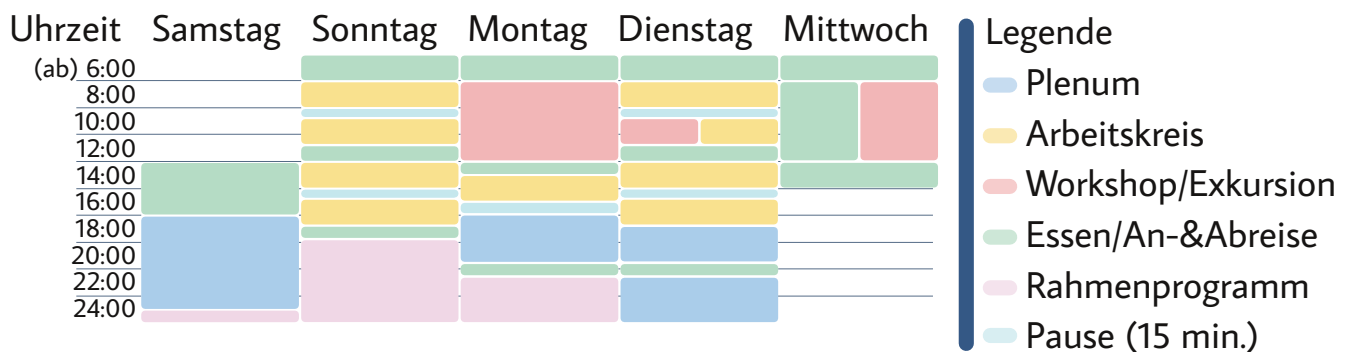 Uhrzeit Samstag Sonntag Montag Dienstag Mittwoch
(ab) 6:00
8:00
10:00
12:00
14:00
16:00
18:00
20:00
22:00
24:00
Legende
Plenum
Arbeitskreis
Workshop/Exkursion
Essen/An-&Abreise
Rahmenprogramm
Pause (15 min.)